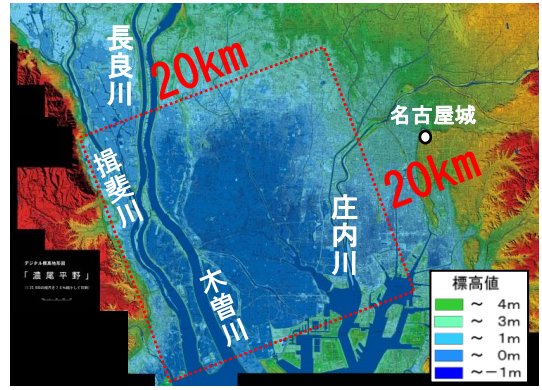 長良川
20km
名古屋城
揖斐川
20km
庄内川
木曽川
デジタル標高地形図
「濃尾平野」
標高値
～ 4m
～ 3m
～ 1m
～ 0m
～－1m